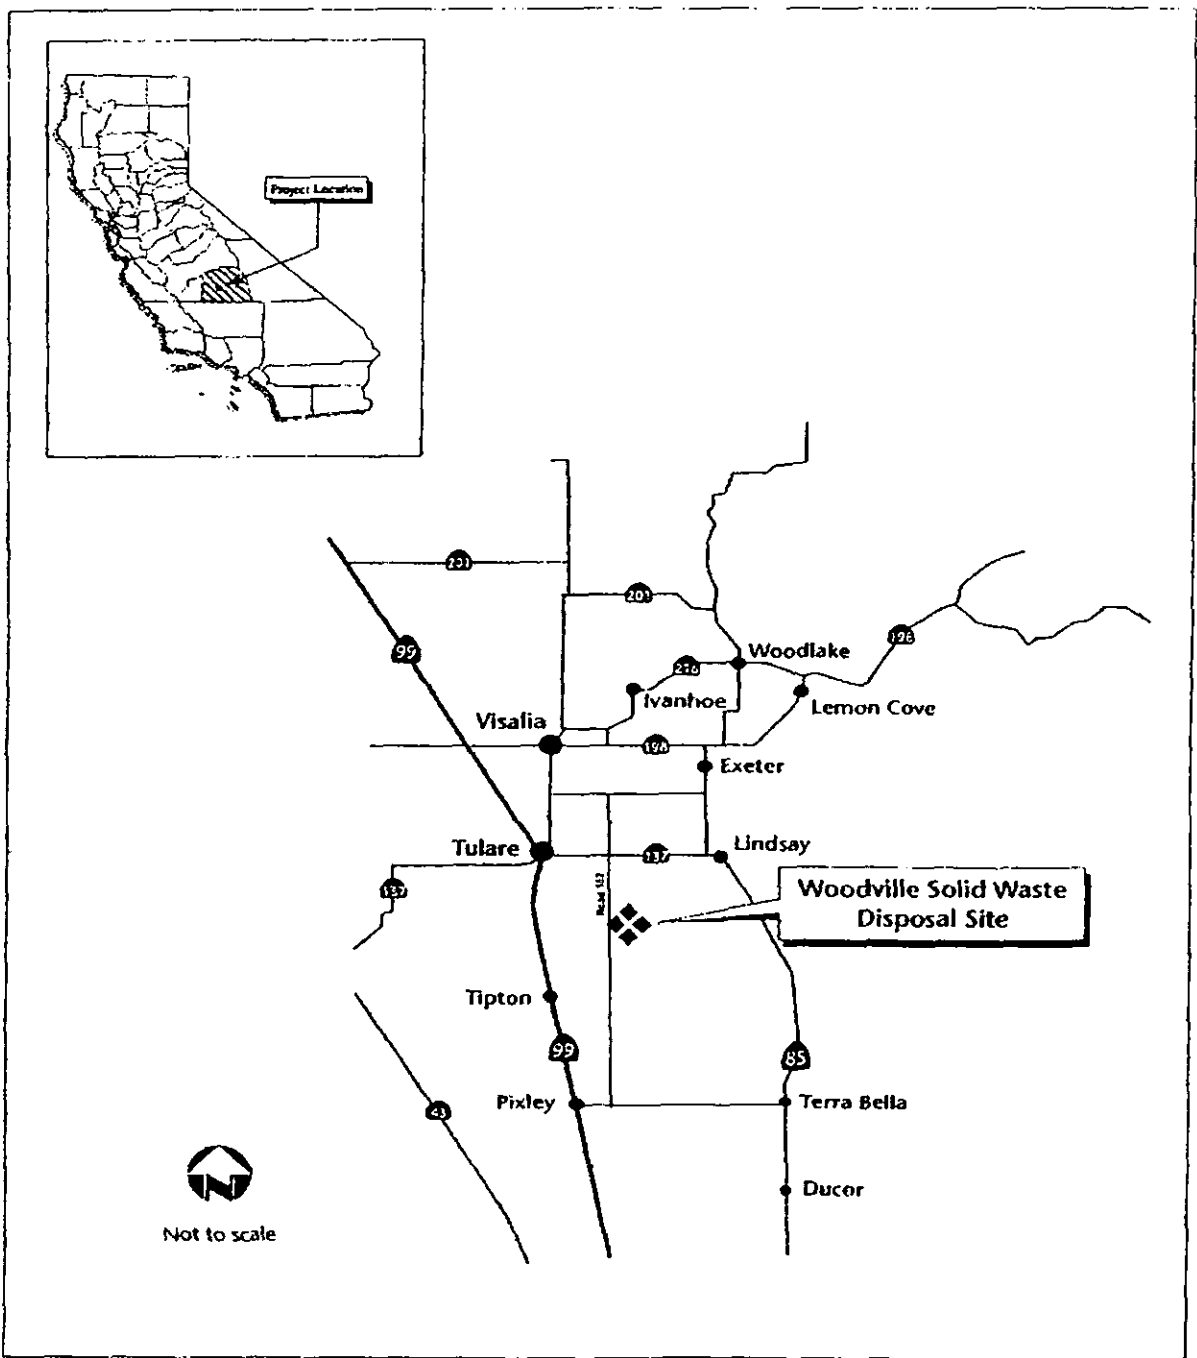 Project Location
201
201
99
198
Woodlake
216
Ivanhoe
Lemon Cove
Visalia
198
Exeter
Tulare
137
Lindsay
137
Road 152
Woodville Solid Waste
Disposal Site
Tipton
99
85
Pixley
43
Terra Bella
N
Ducor
Not to scale